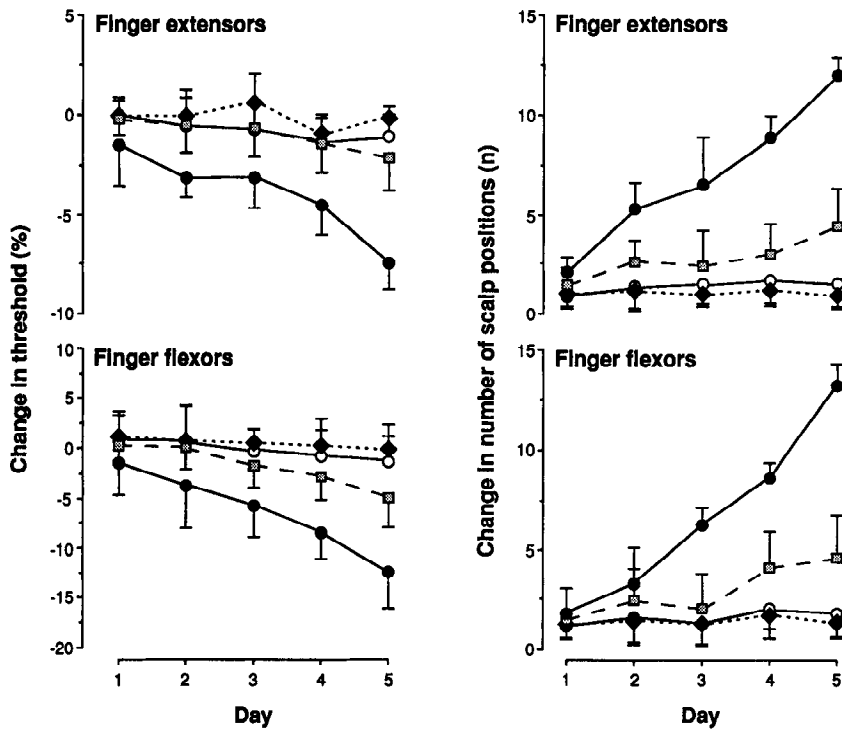 Finger extensors
5
0
-5
-10
Finger flexors
10
5
0
-5
-10
-15
-20
Change in threshold (%)
1 2 3 4 5
Day
Finger extensors
15
10
5
0
Finger flexors
15
10
5
0
Change in number of scalp positions (n)
1 2 3 4 5
Day